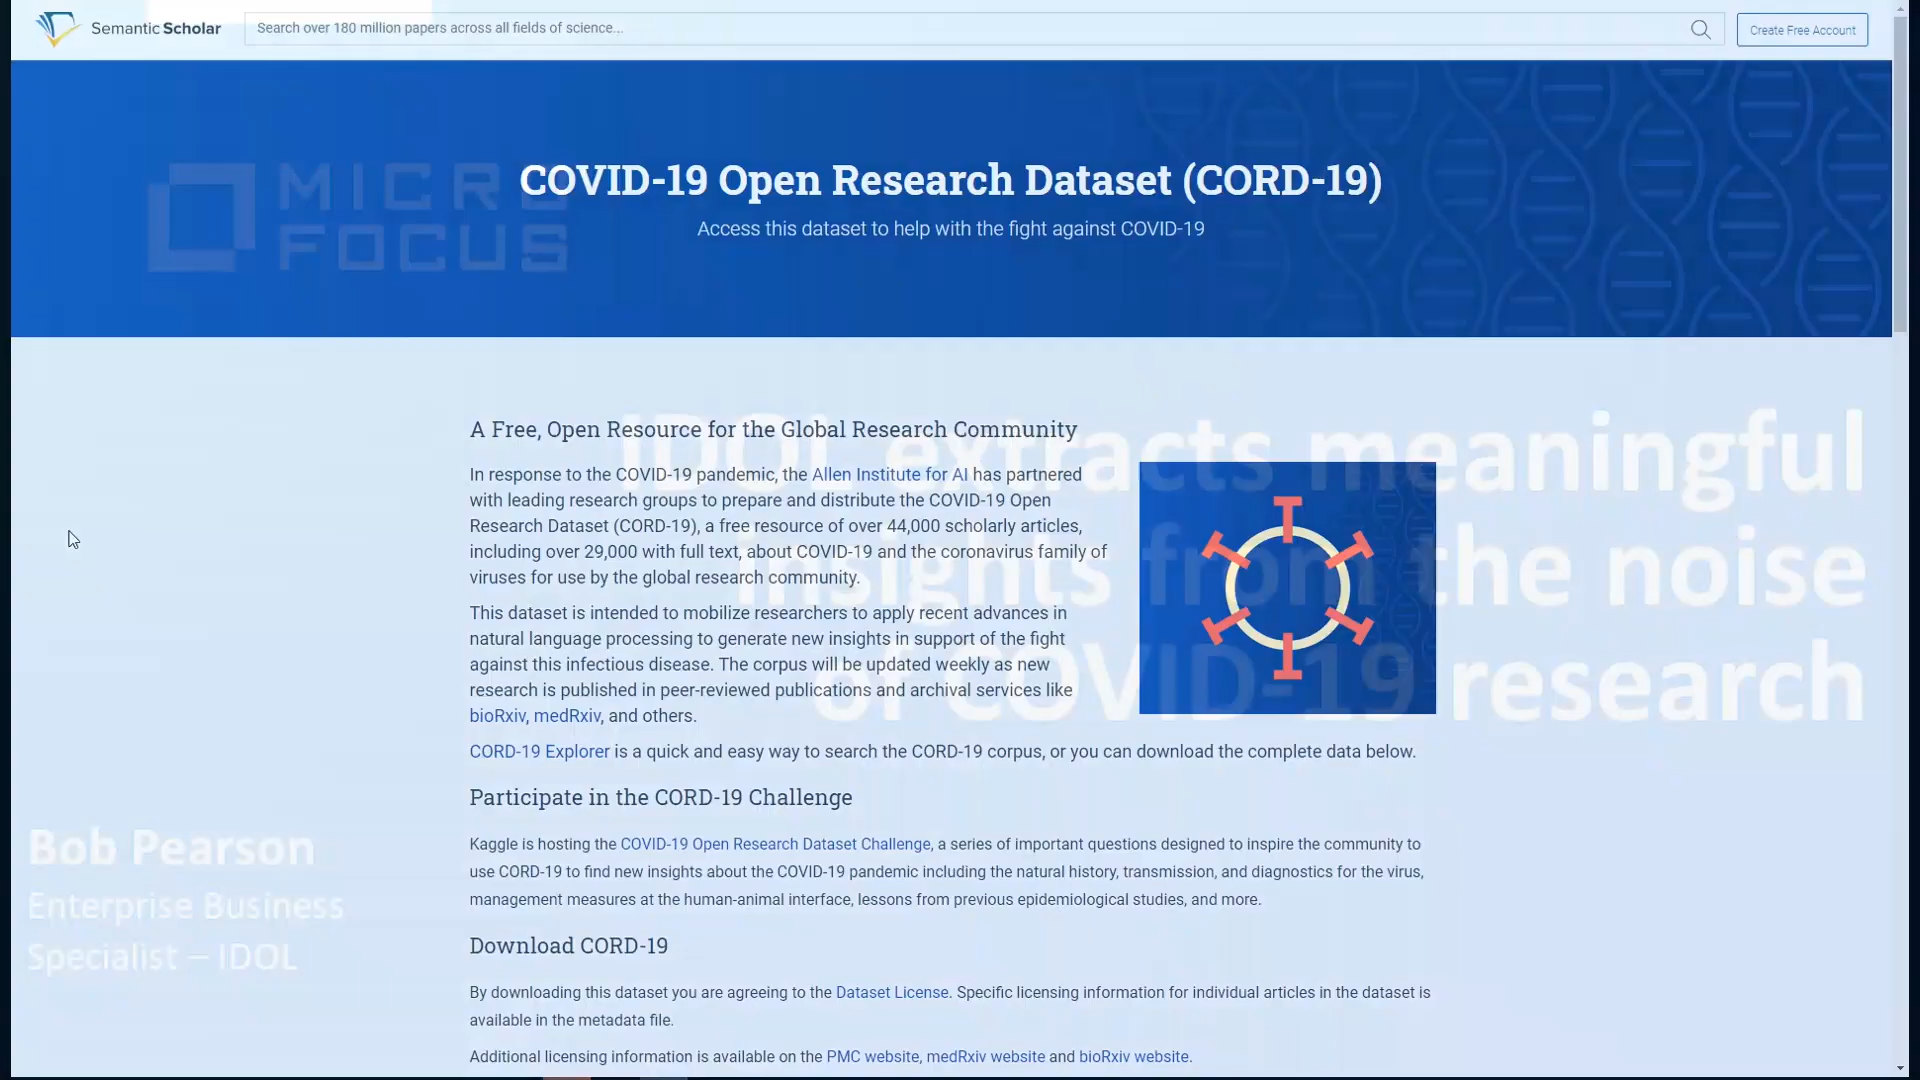 Semantic Scholar
Search over 180 million papers across all fields of science...
Create Free Account
MICRO
FOCUS
COVID-19 Open Research Dataset (CORD-19)
Access this dataset to help with the fight against COVID-19
A Free, Open Resource for the Global Research Community
In response to the COVID-19 pandemic, the Allen Institute for AI has partnered
with leading research groups to prepare and distribute the COVID-19 Open
Research Dataset (CORD-19), a free resource of over 44,000 scholarly articles,
including over 29,000 with full text, about COVID-19 and the coronavirus family of
viruses for use by the global research community.
This dataset is intended to mobilize researchers to apply recent advances in
natural language processing to generate new insights in support of the fight
against this infectious disease. The corpus will be updated weekly as new
research is published in peer-reviewed publications and archival services like
bioRxiv, medRxiv, and others.
CORD-19 Explorer is a quick and easy way to search the CORD-19 corpus, or you can download the complete data below.
IDOL extracts meaningful
insights from the noise
of COVID-19 research
Participate in the CORD-19 Challenge
Kaggle is hosting the COVID-19 Open Research Dataset Challenge, a series of important questions designed to inspire the community to
use CORD-19 to find new insights about the COVID-19 pandemic including the natural history, transmission, and diagnostics for the virus,
management measures at the human-animal interface, lessons from previous epidemiological studies, and more.
Bob Pearson
Enterprise Business
Specialist – IDOL
Download CORD-19
By downloading this dataset you are agreeing to the Dataset License. Specific licensing information for individual articles in the dataset is
available in the metadata file.
Additional licensing information is available on the PMC website, medRxiv website and bioRxiv website.